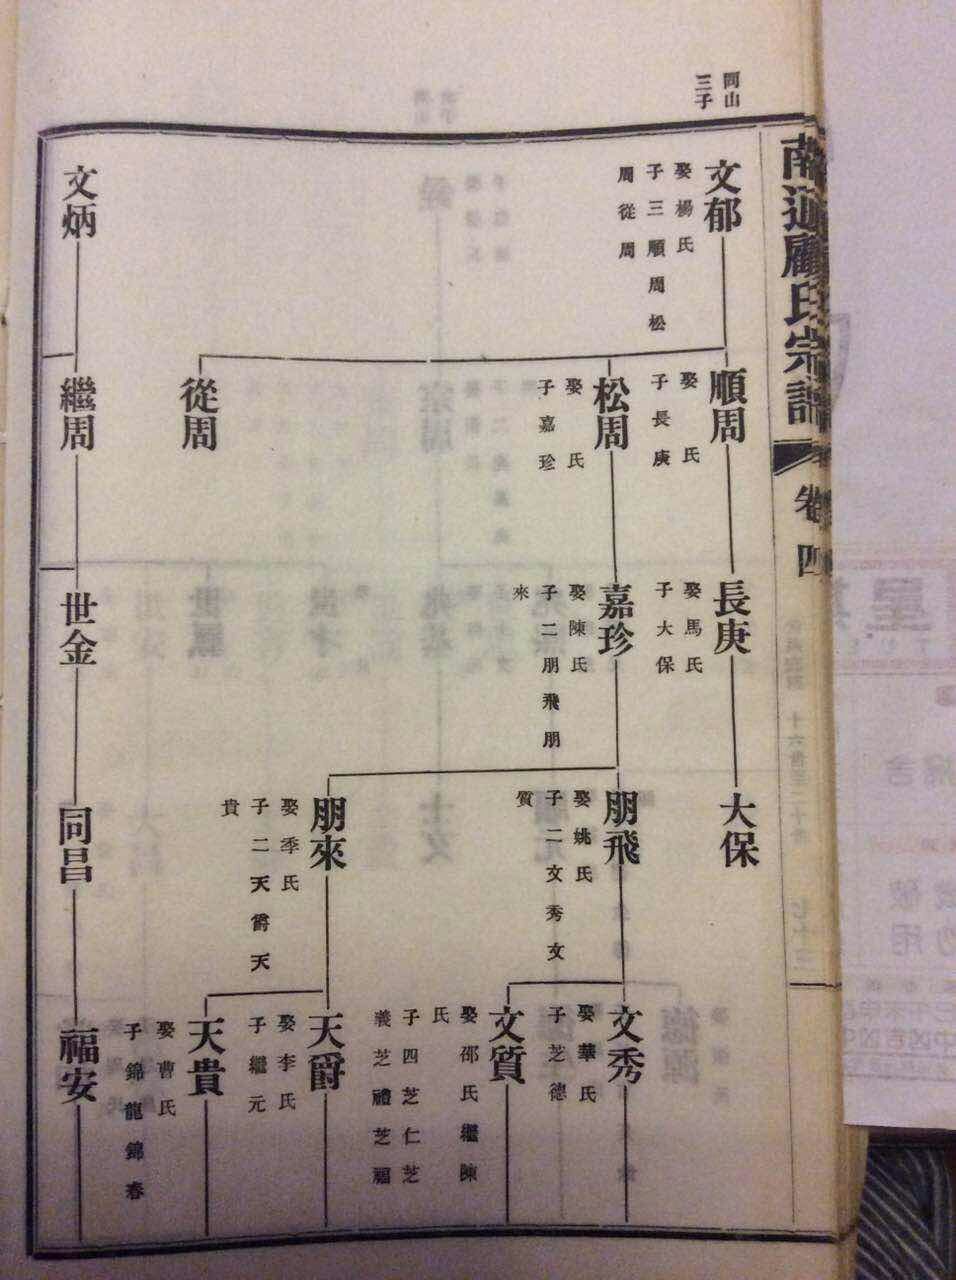 同山
三子
南
氏宗譜
卷四
文郁
娶楊氏
子三順周松
周從周
文炳
順周
娶 氏
子長庚
松周
娶 氏
子嘉珍
從周
繼周
長庚
娶馬氏
子大保
嘉珍
娶陳氏
子二朋飛朋
來
世金
大保
朋飛
娶姚氏
子二文秀文
質
朋來
娶季氏
子二天爵天
貴
同昌
文秀
娶華氏
子芝德
文質
娶邵氏繼陳
氏
子四芝仁芝
義芝禮芝福
天爵
娶李氏
子繼元
天貴
娶曹氏
子錦龍錦春
福安